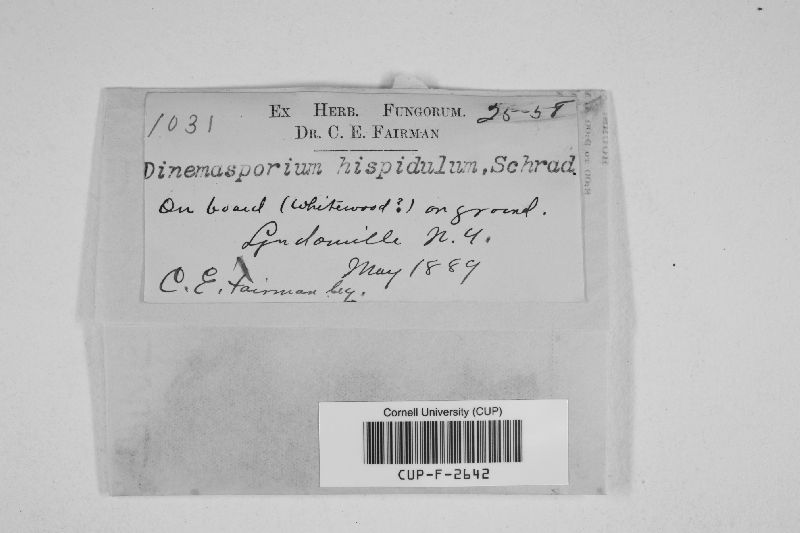 1031 Ex Herb. Fungorum. 25-58
Dr. C. E. Fairman
Dinemasporium hispidulum, Schrad.
On board (Whitewood?) on ground.
Lyndonville N.Y.
May 1889
C. E. Fairman leg.
Cornell University (CUP)
CUP-F-2642